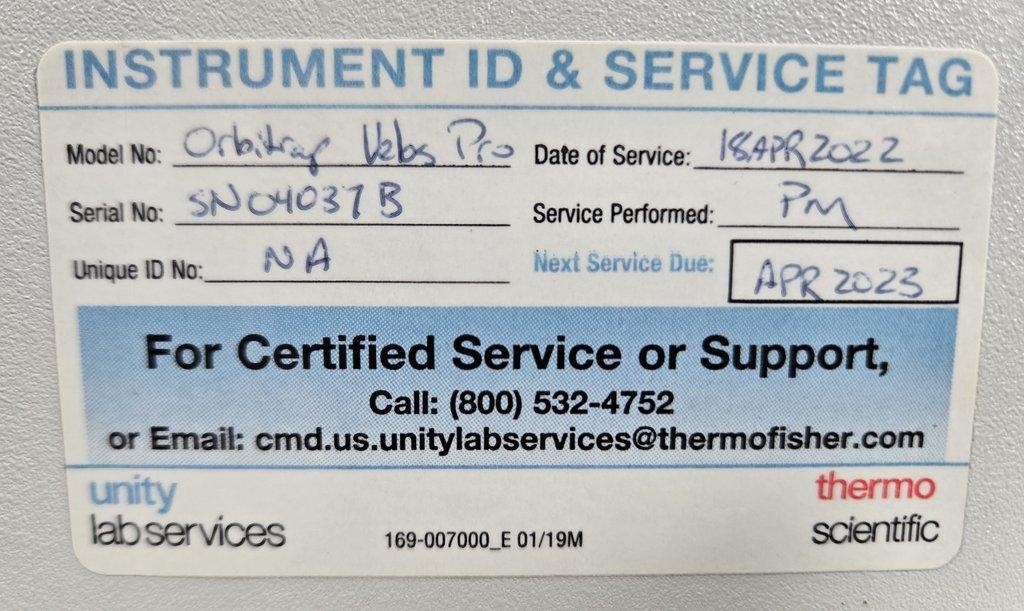 INSTRUMENT ID & SERVICE TAG
Model No: Orbitrap Velos Pro Date of Service: 18APR2022
Serial No: SN04037B Service Performed: PM
Unique ID No: NA Next Service Due: APR 2023
For Certified Service or Support,
Call: (800) 532-4752
or Email: cmd.us.unitylabservices@thermofisher.com
unity
lab services
169-007000_E 01/19M
thermo
scientific